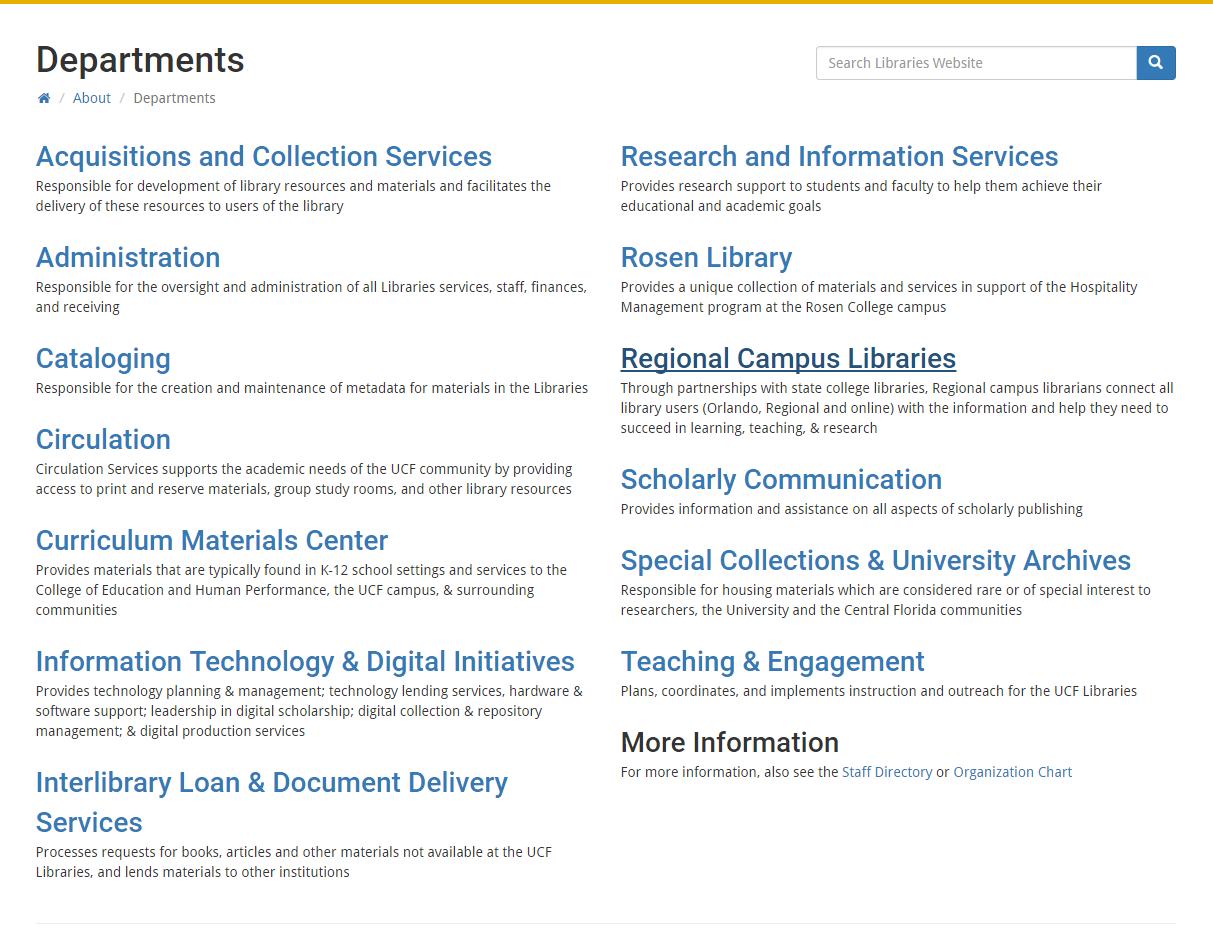 Departments
Search Libraries Website
/ About / Departments
Acquisitions and Collection Services
Responsible for development of library resources and materials and facilitates the
delivery of these resources to users of the library
Administration
Responsible for the oversight and administration of all Libraries services, staff, finances,
and receiving
Cataloging
Responsible for the creation and maintenance of metadata for materials in the Libraries
Circulation
Circulation Services supports the academic needs of the UCF community by providing
access to print and reserve materials, group study rooms, and other library resources
Curriculum Materials Center
Provides materials that are typically found in K-12 school settings and services to the
College of Education and Human Performance, the UCF campus, & surrounding
communities
Information Technology & Digital Initiatives
Provides technology planning & management; technology lending services, hardware &
software support; leadership in digital scholarship; digital collection & repository
management; & digital production services
Interlibrary Loan & Document Delivery
Services
Processes requests for books, articles and other materials not available at the UCF
Libraries, and lends materials to other institutions
Research and Information Services
Provides research support to students and faculty to help them achieve their
educational and academic goals
Rosen Library
Provides a unique collection of materials and services in support of the Hospitality
Management program at the Rosen College campus
Regional Campus Libraries
Through partnerships with state college libraries, Regional campus librarians connect all
library users (Orlando, Regional and online) with the information and help they need to
succeed in learning, teaching, & research
Scholarly Communication
Provides information and assistance on all aspects of scholarly publishing
Special Collections & University Archives
Responsible for housing materials which are considered rare or of special interest to
researchers, the University and the Central Florida communities
Teaching & Engagement
Plans, coordinates, and implements instruction and outreach for the UCF Libraries
More Information
For more information, also see the Staff Directory or Organization Chart